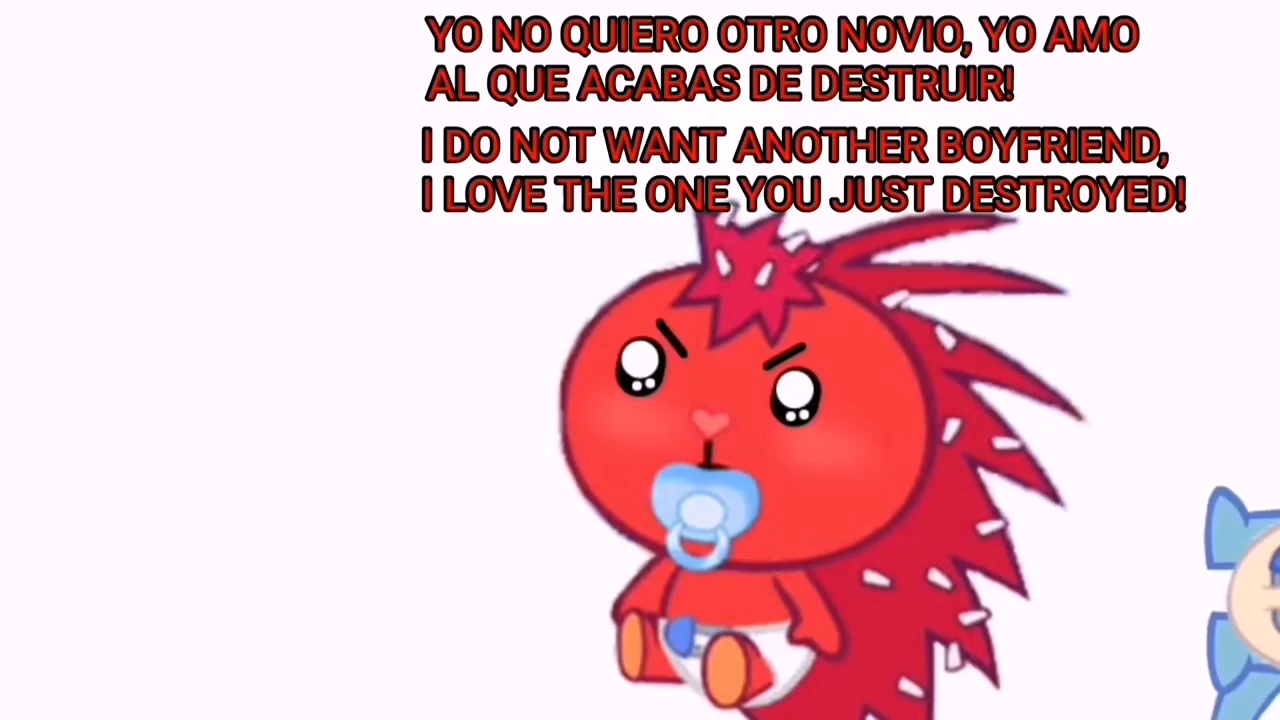 YO NO QUIERO OTRO NOVIO, YO AMO
AL QUE ACABAS DE DESTRUIR!
I DO NOT WANT ANOTHER BOYFRIEND,
I LOVE THE ONE YOU JUST DESTROYED!